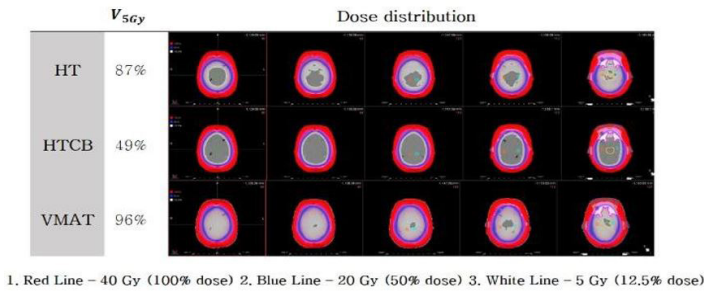 V5Gy Dose distribution
HT 87%
HTCB 49%
VMAT 96%
1. Red Line – 40 Gy (100% dose) 2. Blue Line – 20 Gy (50% dose) 3. White Line – 5 Gy (12.5% dose)